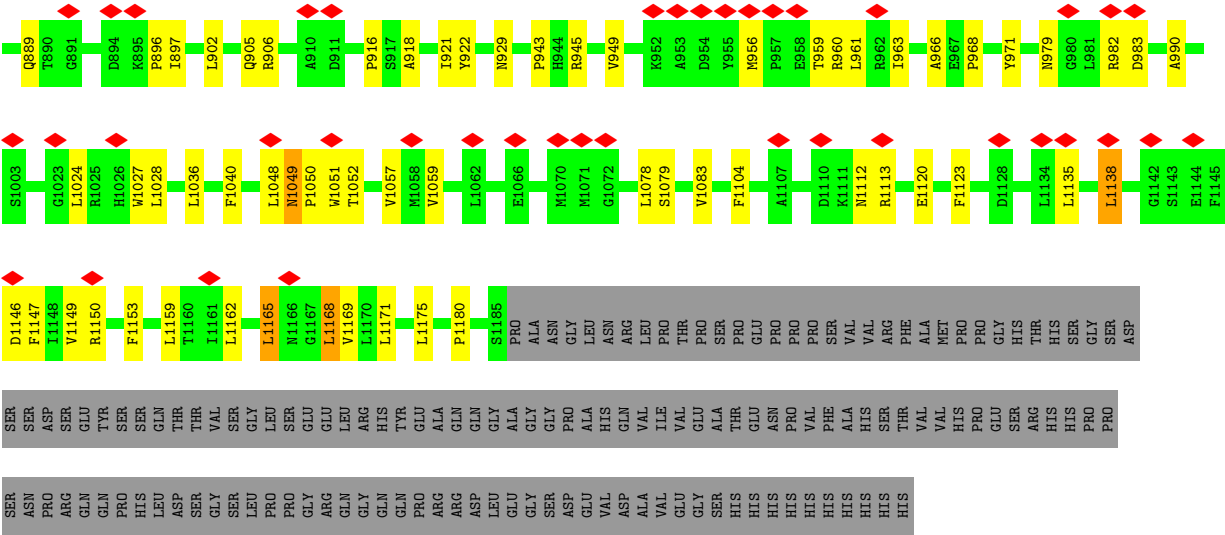 Q889 T890 G891 D894 K895 P896 I897 L902 Q905 R906 A910 D911 P916 S917 A918 I921 Y922 N929 P943 H944 R945 V949 K952 A953 D954 Y955 M956 P957 E958 T959 R960 L961 R962 I963 A966 E967 P968 Y971 N979 G980 L981 R982 D983 A990
S1003 G1023 L1024 R1025 H1026 W1027 L1028 L1036 F1040 L1048 N1049 P1050 W1051 T1052 V1057 M1058 V1059 L1062 E1066 M1070 M1071 G1072 L1078 S1079 V1083 F1104 A1107 D1110 K1111 N1112 R1113 E1120 F1123 D1128 L1134 L1135 L1138 G1142 S1143 E1144 F1145
D1146 F1147 I1148 V1149 R1150 F1153 L1159 T1160 I1161 L1162 L1165 N1166 G1167 L1168 V1169 L1170 L1171 L1175 P1180 S1185 PRO ALA ASN GLY LEU ASN ARG LEU PRO THR PRO SER PRO GLU PRO PRO PRO SER VAL VAL ARG PHE ALA MET PRO PRO GLY HIS THR HIS SER GLY SER ASP
SER SER ASP SER GLU TYR SER SER GLN THR THR VAL SER GLY LEU SER GLU GLU LEU ARG HIS TYR GLU ALA GLN GLN GLY ALA GLY GLY PRO ALA HIS GLN VAL ILE VAL GLU ALA THR GLU ASN PRO VAL PHE ALA HIS SER THR VAL VAL HIS PRO GLU SER ARG HIS HIS PRO PRO
SER ASN PRO ARG GLN GLN PRO HIS LEU ASP SER GLY SER LEU PRO PRO GLY ARG GLN GLY GLN GLN PRO ARG ARG ASP LEU GLU GLY SER ASP GLU VAL ASP ALA VAL GLU GLY SER HIS HIS HIS HIS HIS HIS HIS HIS HIS HIS